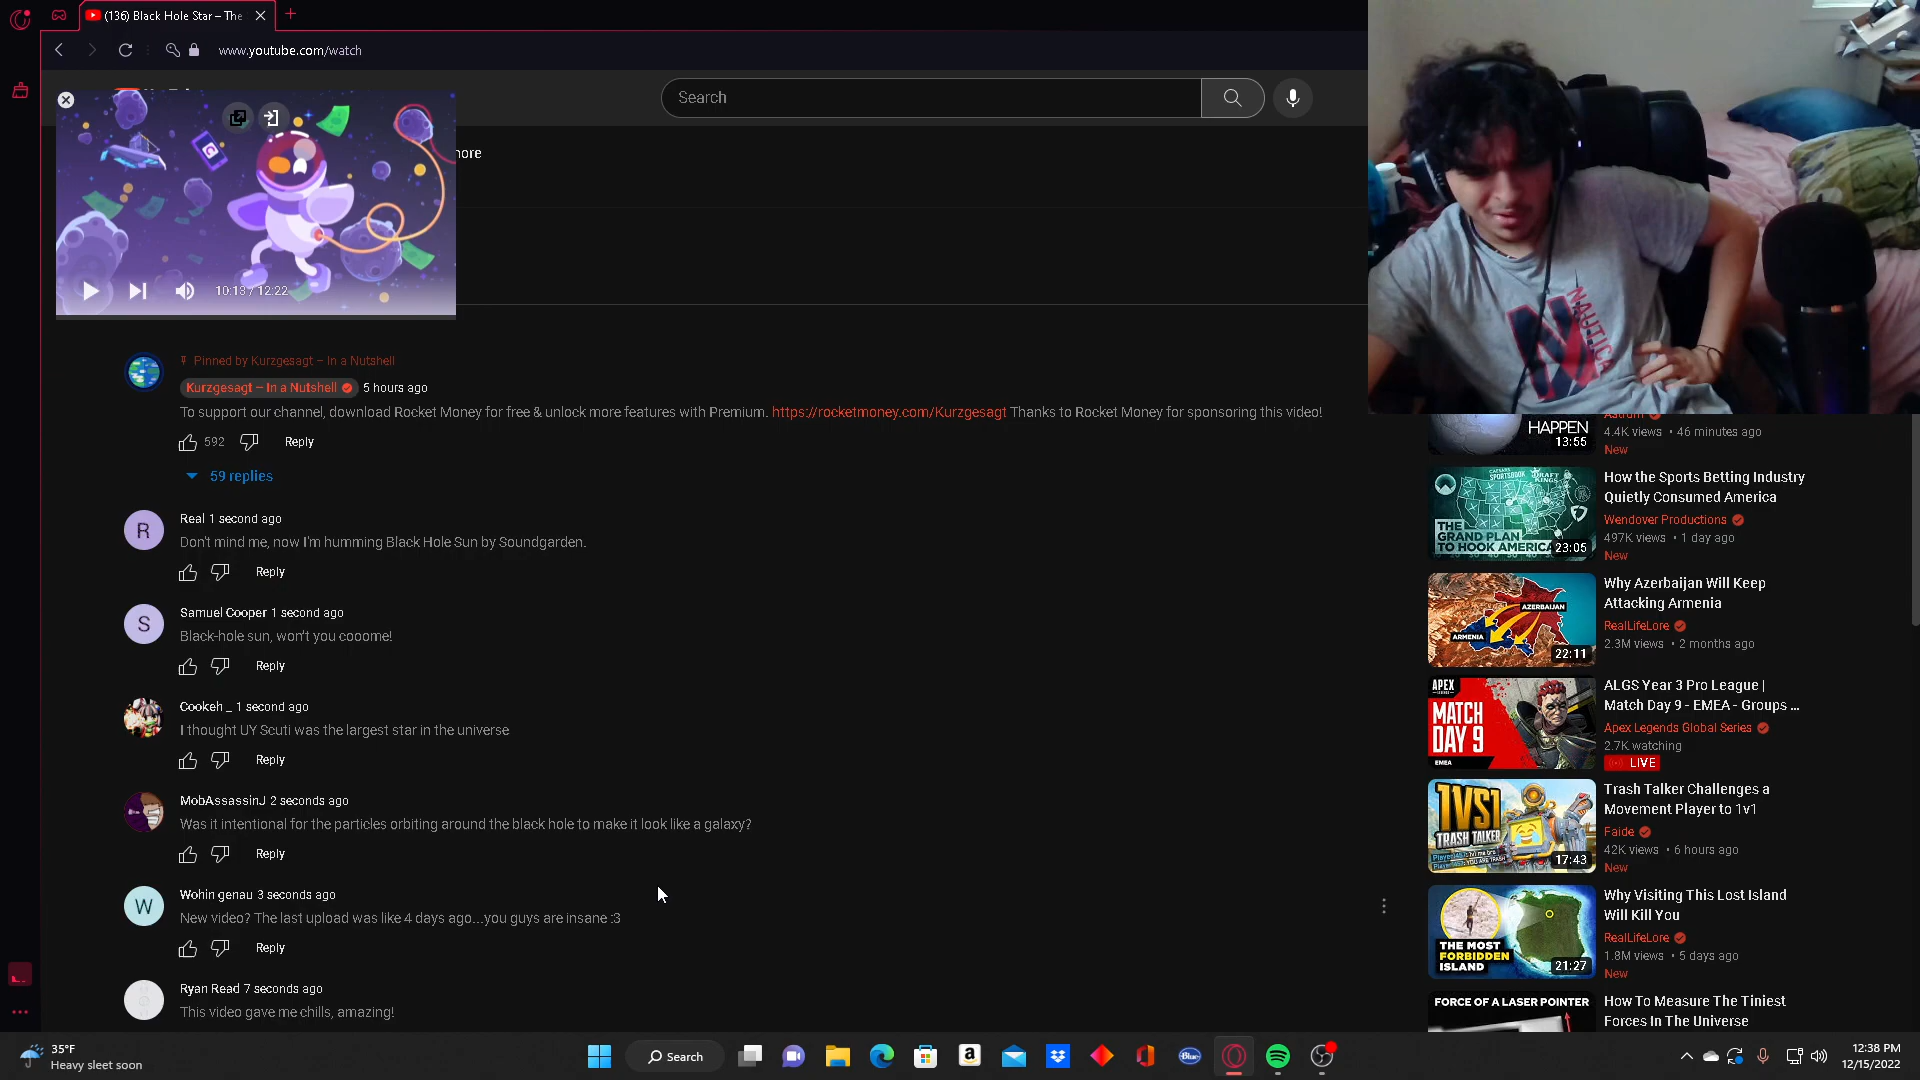 (136) Black Hole Star – The
www.youtube.com/watch
Search
ore
10:13 / 12:22
Pinned by Kurzgesagt – In a Nutshell
Kurzgesagt – In a Nutshell 5 hours ago
To support our channel, download Rocket Money for free & unlock more features with Premium. https://rocketmoney.com/Kurzgesagt Thanks to Rocket Money for sponsoring this video!
592 Reply
59 replies
R
Real 1 second ago
Don't mind me, now I'm humming Black Hole Sun by Soundgarden.
Reply
S
Samuel Cooper 1 second ago
Black-hole sun, won't you cooome!
Reply
Cookeh _ 1 second ago
I thought UY Scuti was the largest star in the universe
Reply
MobAssassinJ 2 seconds ago
Was it intentional for the particles orbiting around the black hole to make it look like a galaxy?
Reply
W
Wohin genau 3 seconds ago
New video? The last upload was like 4 days ago...you guys are insane :3
Reply
Ryan Read 7 seconds ago
This video gave me chills, amazing!
N
NAUTICA
HAPPEN
13:55
Astrum
4.4K views • 46 minutes ago
New
CAESARS SPORTSBOOK
DRAFT KINGS
THE
GRAND PLAN
TO HOOK AMERICA
23:05
How the Sports Betting Industry
Quietly Consumed America
Wendover Productions
497K views • 1 day ago
New
AZERBAIJAN
ARMENIA
22:11
Why Azerbaijan Will Keep
Attacking Armenia
RealLifeLore
2.3M views • 2 months ago
APEX
MATCH
DAY 9
EMEA
ALGS Year 3 Pro League |
Match Day 9 - EMEA - Groups ...
Apex Legends Global Series
2.7K watching
LIVE
1VS1
TRASH TALKER
17:43
Trash Talker Challenges a
Movement Player to 1v1
Faide
42K views • 6 hours ago
New
THE MOST
FORBIDDEN
ISLAND
21:27
Why Visiting This Lost Island
Will Kill You
RealLifeLore
1.8M views • 5 days ago
New
FORCE OF A LASER POINTER
How To Measure The Tiniest
Forces In The Universe
35°F
Heavy sleet soon
Search
a
Blue
12:38 PM
12/15/2022